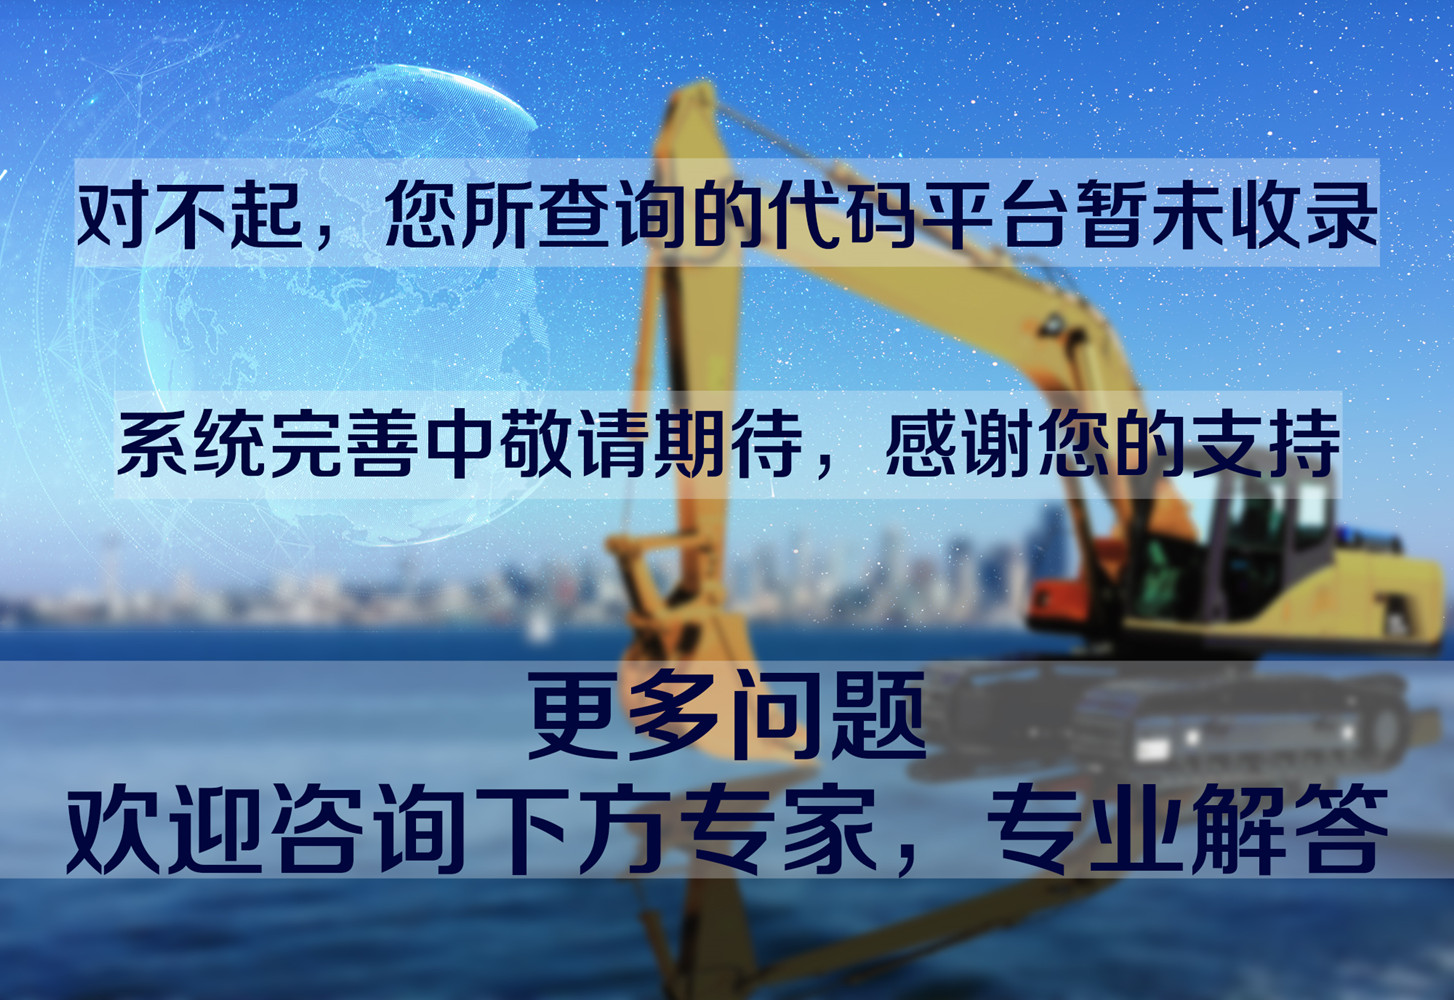 对不起，您所查询的代码平台暂未收录
系统完善中敬请期待，感谢您的支持
更多问题
欢迎咨询下方专家，专业解答